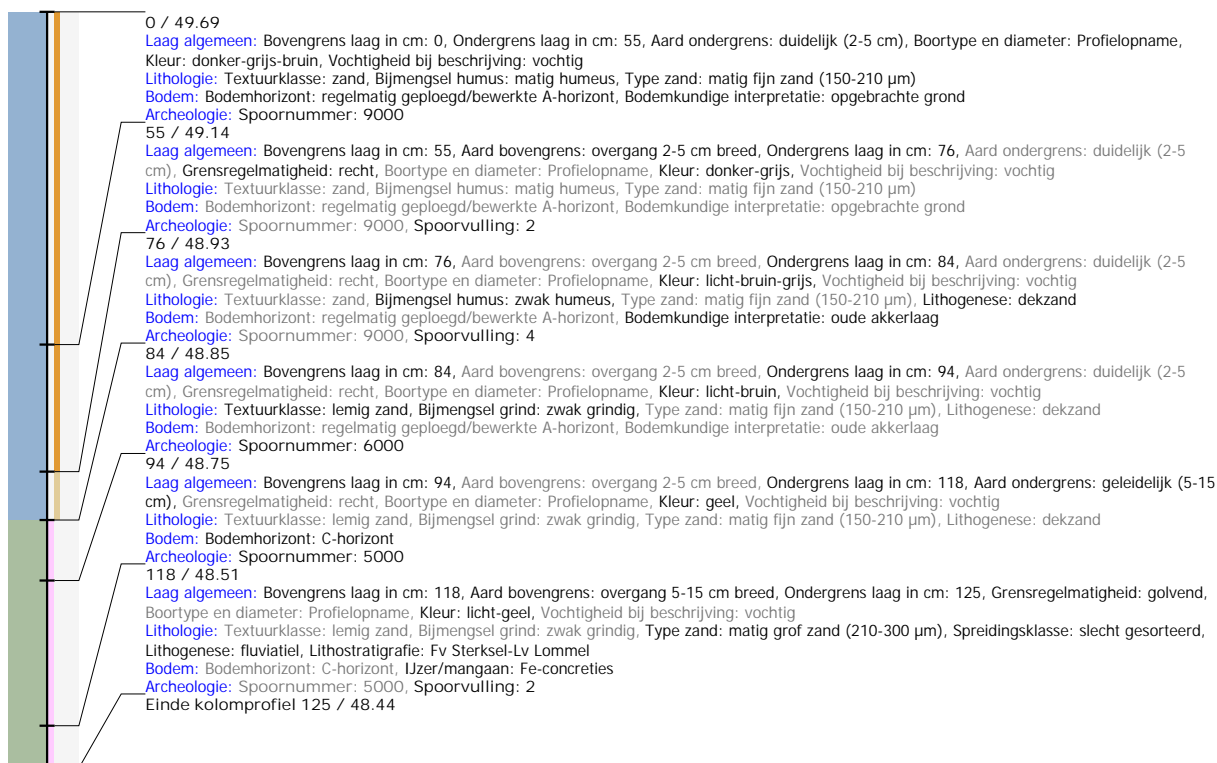 0 / 49.69
Laag algemeen: Bovengrens laag in cm: 0, Ondergrens laag in cm: 55, Aard ondergrens: duidelijk (2-5 cm), Boortype en diameter: Profielopname,
Kleur: donker-grijs-bruin, Vochtigheid bij beschrijving: vochtig
Lithologie: Textuurklasse: zand, Bijmengsel humus: matig humeus, Type zand: matig fijn zand (150-210 µm)
Bodem: Bodemhorizont: regelmatig geploegd/bewerkte A-horizont, Bodemkundige interpretatie: opgebrachte grond
Archeologie: Spoornummer: 9000
55 / 49.14
Laag algemeen: Bovengrens laag in cm: 55, Aard bovengrens: overgang 2-5 cm breed, Ondergrens laag in cm: 76, Aard ondergrens: duidelijk (2-5
cm), Grensregelmatigheid: recht, Boortype en diameter: Profielopname, Kleur: donker-grijs, Vochtigheid bij beschrijving: vochtig
Lithologie: Textuurklasse: zand, Bijmengsel humus: matig humeus, Type zand: matig fijn zand (150-210 µm)
Bodem: Bodemhorizont: regelmatig geploegd/bewerkte A-horizont, Bodemkundige interpretatie: opgebrachte grond
Archeologie: Spoornummer: 9000, Spoorvulling: 2
76 / 48.93
Laag algemeen: Bovengrens laag in cm: 76, Aard bovengrens: overgang 2-5 cm breed, Ondergrens laag in cm: 84, Aard ondergrens: duidelijk (2-5
cm), Grensregelmatigheid: recht, Boortype en diameter: Profielopname, Kleur: licht-bruin-grijs, Vochtigheid bij beschrijving: vochtig
Lithologie: Textuurklasse: zand, Bijmengsel humus: zwak humeus, Type zand: matig fijn zand (150-210 µm), Lithogenese: dekzand
Bodem: Bodemhorizont: regelmatig geploegd/bewerkte A-horizont, Bodemkundige interpretatie: oude akkerlaag
Archeologie: Spoornummer: 9000, Spoorvulling: 4
84 / 48.85
Laag algemeen: Bovengrens laag in cm: 84, Aard bovengrens: overgang 2-5 cm breed, Ondergrens laag in cm: 94, Aard ondergrens: duidelijk (2-5
cm), Grensregelmatigheid: recht, Boortype en diameter: Profielopname, Kleur: licht-bruin, Vochtigheid bij beschrijving: vochtig
Lithologie: Textuurklasse: lemig zand, Bijmengsel grind: zwak grindig, Type zand: matig fijn zand (150-210 µm), Lithogenese: dekzand
Bodem: Bodemhorizont: regelmatig geploegd/bewerkte A-horizont, Bodemkundige interpretatie: oude akkerlaag
Archeologie: Spoornummer: 6000
94 / 48.75
Laag algemeen: Bovengrens laag in cm: 94, Aard bovengrens: overgang 2-5 cm breed, Ondergrens laag in cm: 118, Aard ondergrens: geleidelijk (5-15
cm), Grensregelmatigheid: recht, Boortype en diameter: Profielopname, Kleur: geel, Vochtigheid bij beschrijving: vochtig
Lithologie: Textuurklasse: lemig zand, Bijmengsel grind: zwak grindig, Type zand: matig fijn zand (150-210 µm), Lithogenese: dekzand
Bodem: Bodemhorizont: C-horizont
Archeologie: Spoornummer: 5000
118 / 48.51
Laag algemeen: Bovengrens laag in cm: 118, Aard bovengrens: overgang 5-15 cm breed, Ondergrens laag in cm: 125, Grensregelmatigheid: golvend,
Boortype en diameter: Profielopname, Kleur: licht-geel, Vochtigheid bij beschrijving: vochtig
Lithologie: Textuurklasse: lemig zand, Bijmengsel grind: zwak grindig, Type zand: matig grof zand (210-300 µm), Spreidingsklasse: slecht gesorteerd,
Lithogenese: fluviatiel, Lithostratigrafie: Fv Sterksel-Lv Lommel
Bodem: Bodemhorizont: C-horizont, IJzer/mangaan: Fe-concreties
Archeologie: Spoornummer: 5000, Spoorvulling: 2
Einde kolomprofiel 125 / 48.44